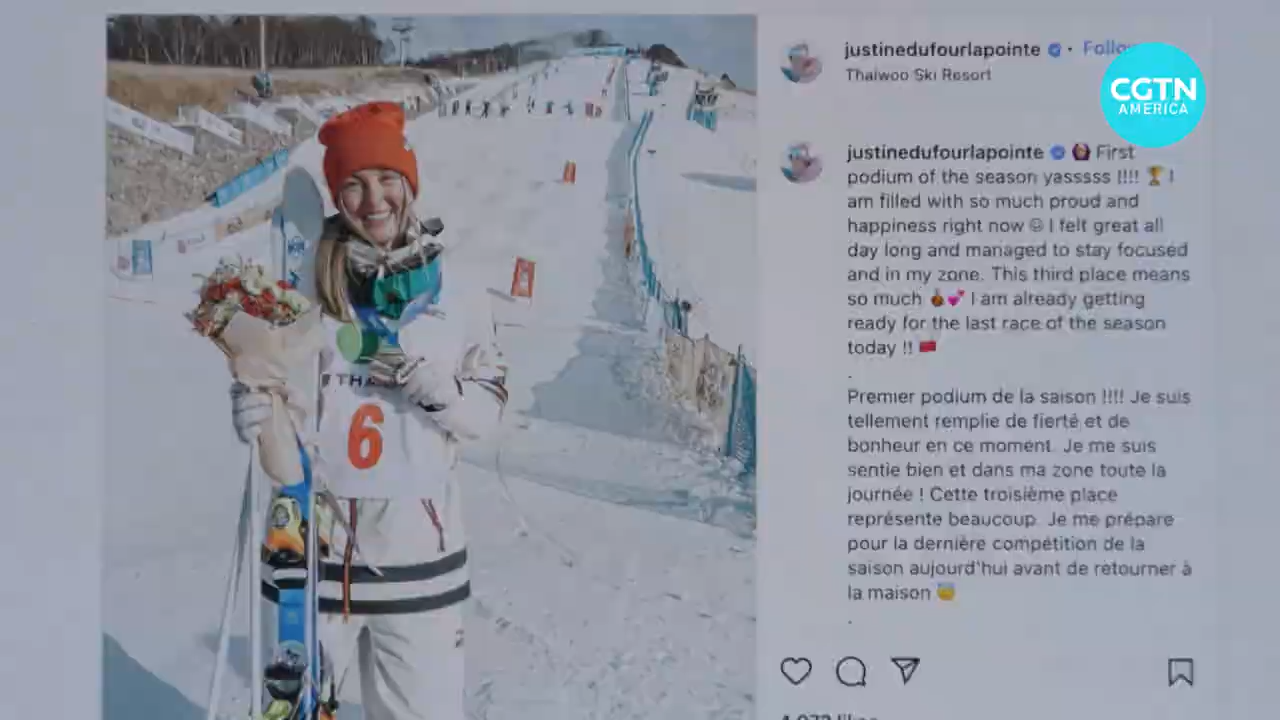 justinedufourlapointe
Thaiwoo Ski Resort
CGTN
AMERICA
justinedufourlapointe First
podium of the season yasssss !!!! 🏆 I
am filled with so much proud and
happiness right now ☺ I felt great all
day long and managed to stay focused
and in my zone. This third place means
so much 💕 I am already getting
ready for the last race of the season
today !!
.
Premier podium de la saison !!!! Je suis
tellement remplie de fierté et de
bonheur en ce moment. Je me suis
sentie bien et dans ma zone toute la
journée ! Cette troisième place
représente beaucoup. Je me prépare
pour la dernière compétition de la
saison aujourd'hui avant de retourner à
la maison 😇
.
6